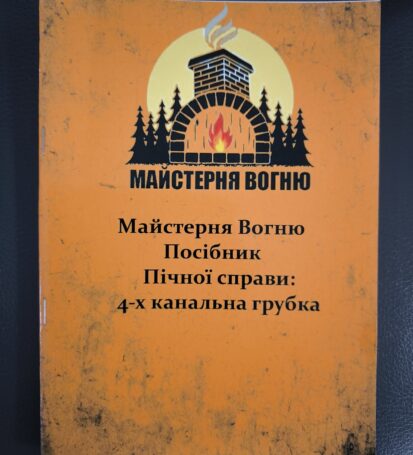 МАЙСТЕРНЯ ВОГНЮ
Майстерня Вогню
Посібник
Пічної справи:
4-х канальна грубка